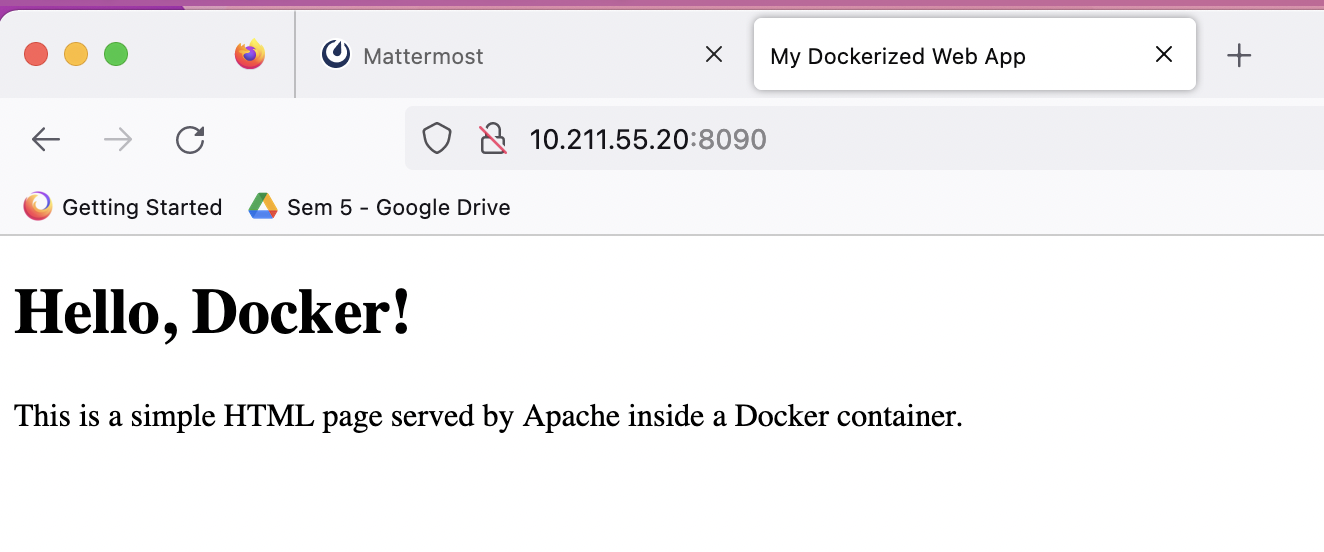 Mattermost
My Dockerized Web App
10.211.55.20:8090
Getting Started
Sem 5 - Google Drive
Hello, Docker!
This is a simple HTML page served by Apache inside a Docker container.